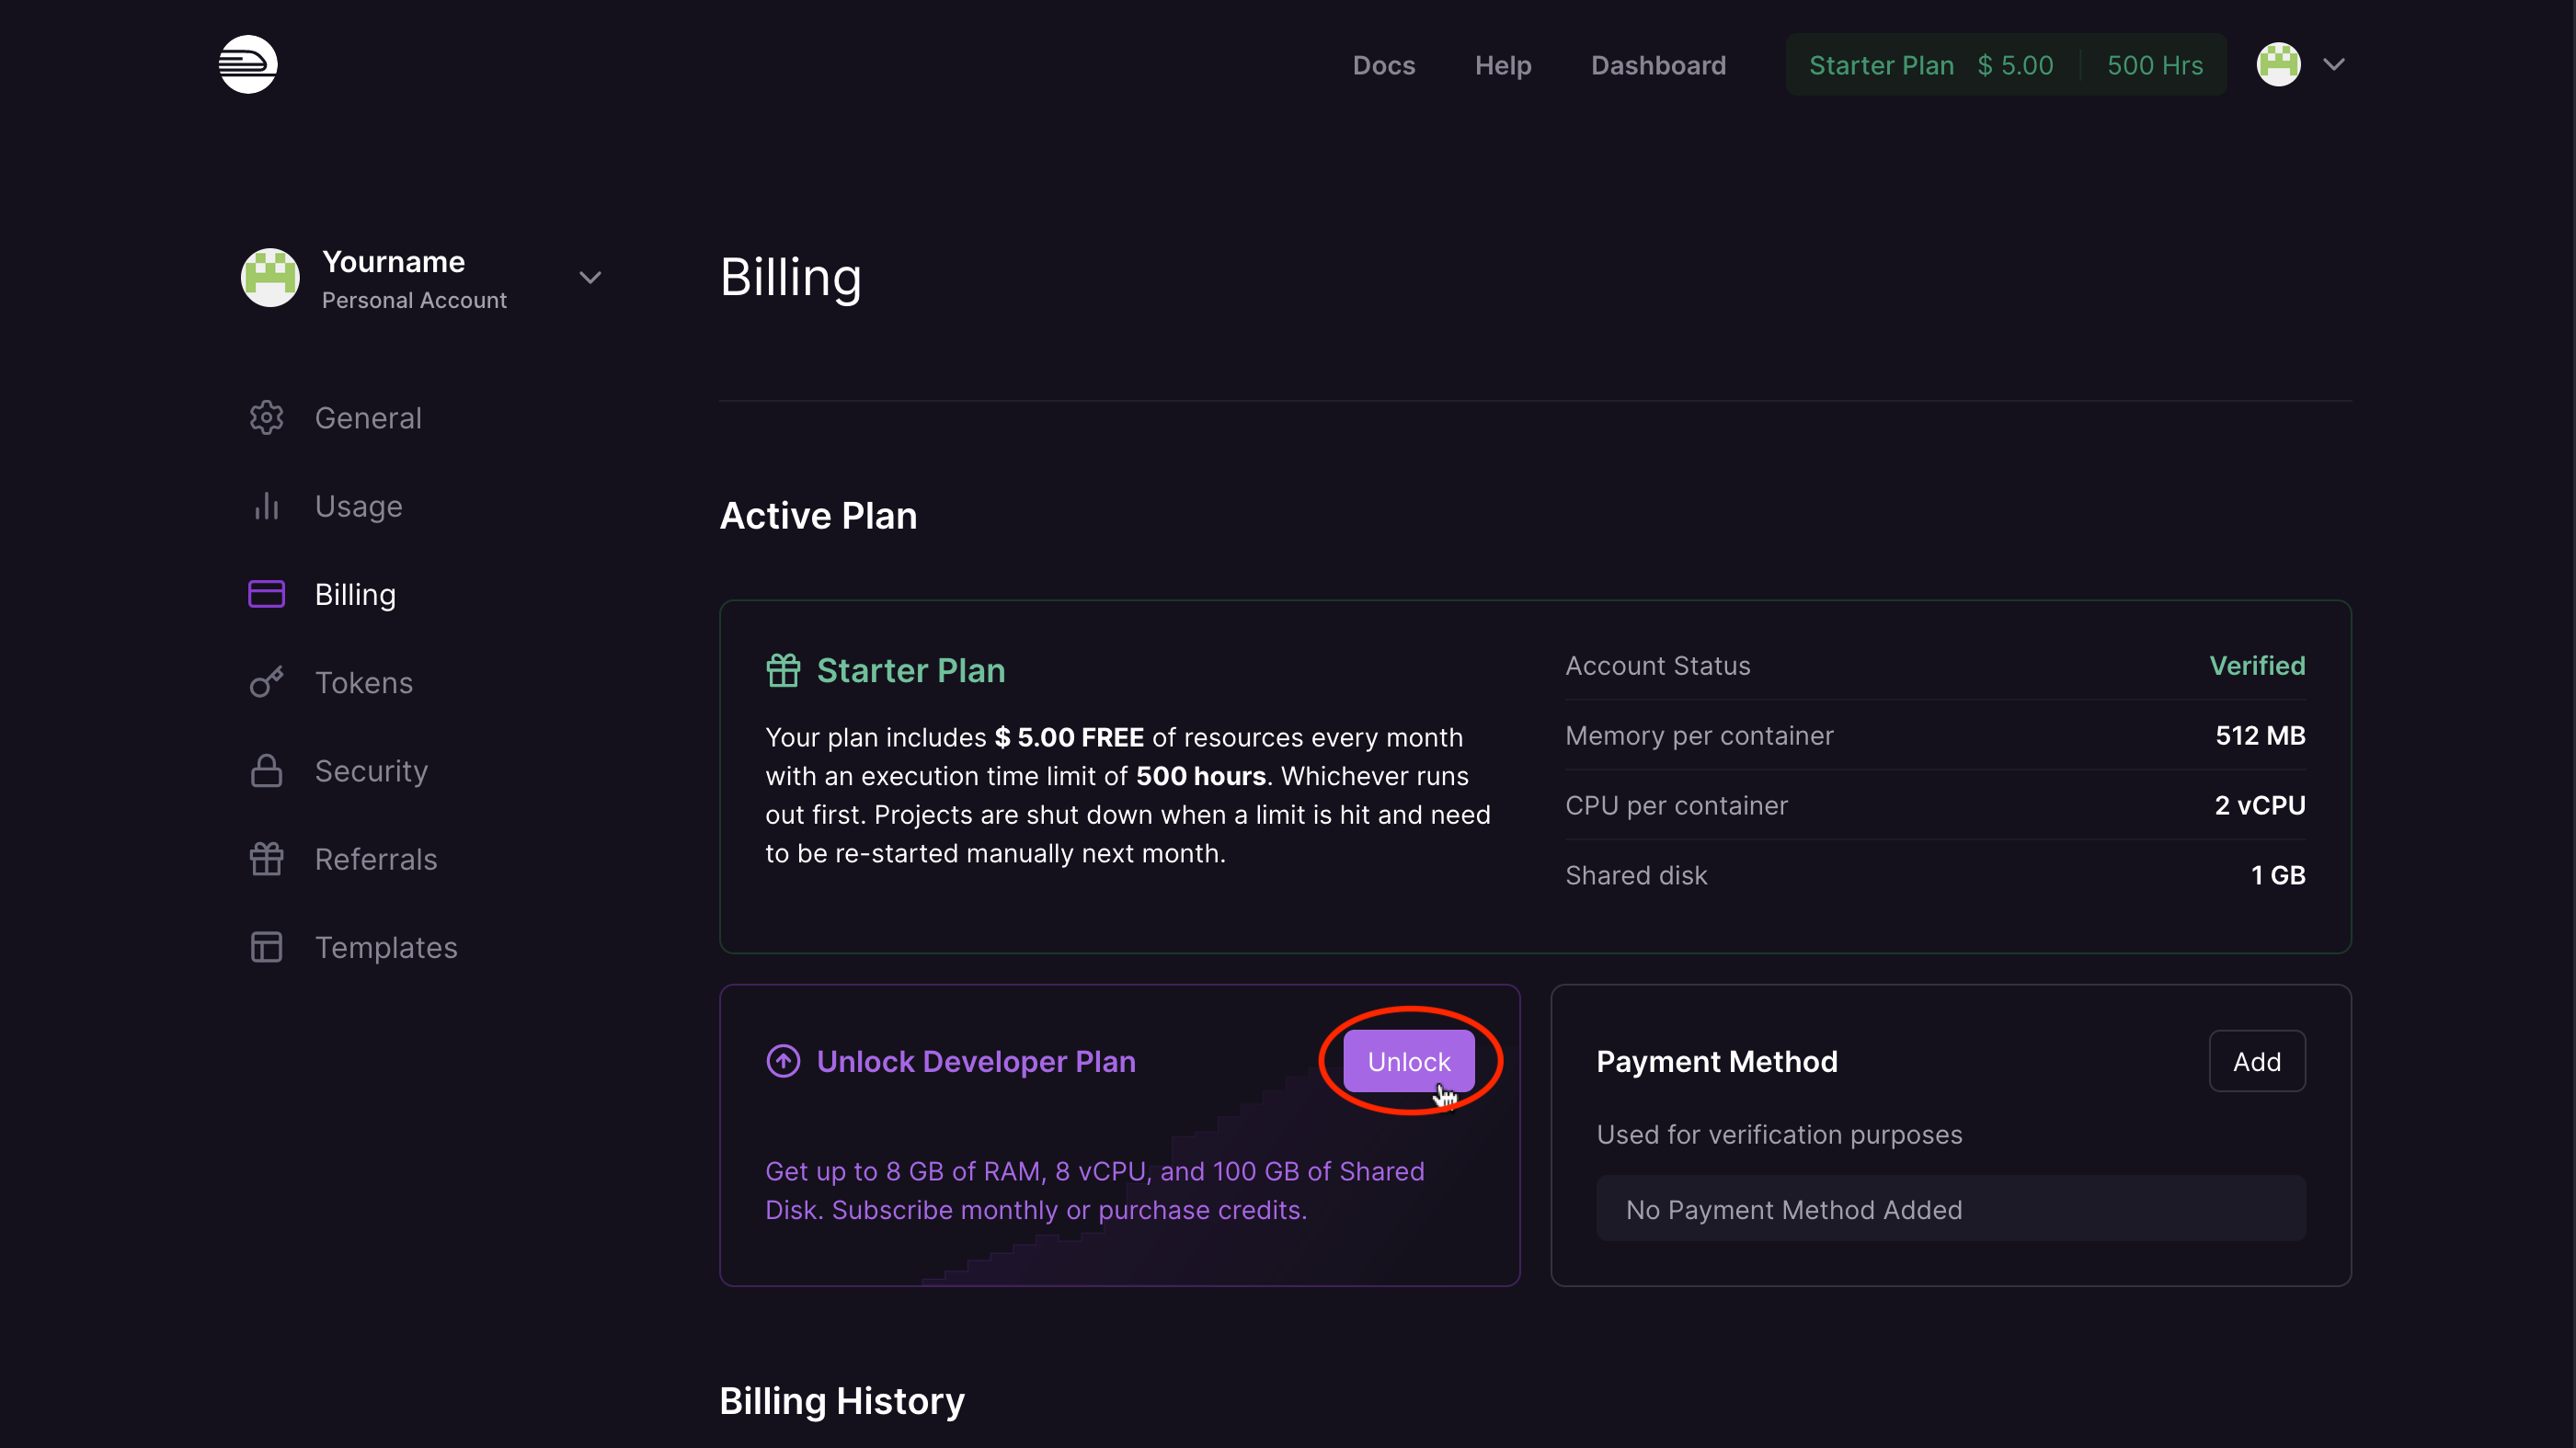 Docs
Help
Dashboard
Starter Plan $ 5.00 500 Hrs
Yourname
Personal Account
General
Usage
Billing
Tokens
Security
Referrals
Templates
Billing
Active Plan
Starter Plan
Your plan includes $ 5.00 FREE of resources every month
with an execution time limit of 500 hours. Whichever runs
out first. Projects are shut down when a limit is hit and need
to be re-started manually next month.
Account Status Verified
Memory per container 512 MB
CPU per container 2 vCPU
Shared disk 1 GB
Unlock Developer Plan
Unlock
Get up to 8 GB of RAM, 8 vCPU, and 100 GB of Shared
Disk. Subscribe monthly or purchase credits.
Payment Method
Add
Used for verification purposes
No Payment Method Added
Billing History